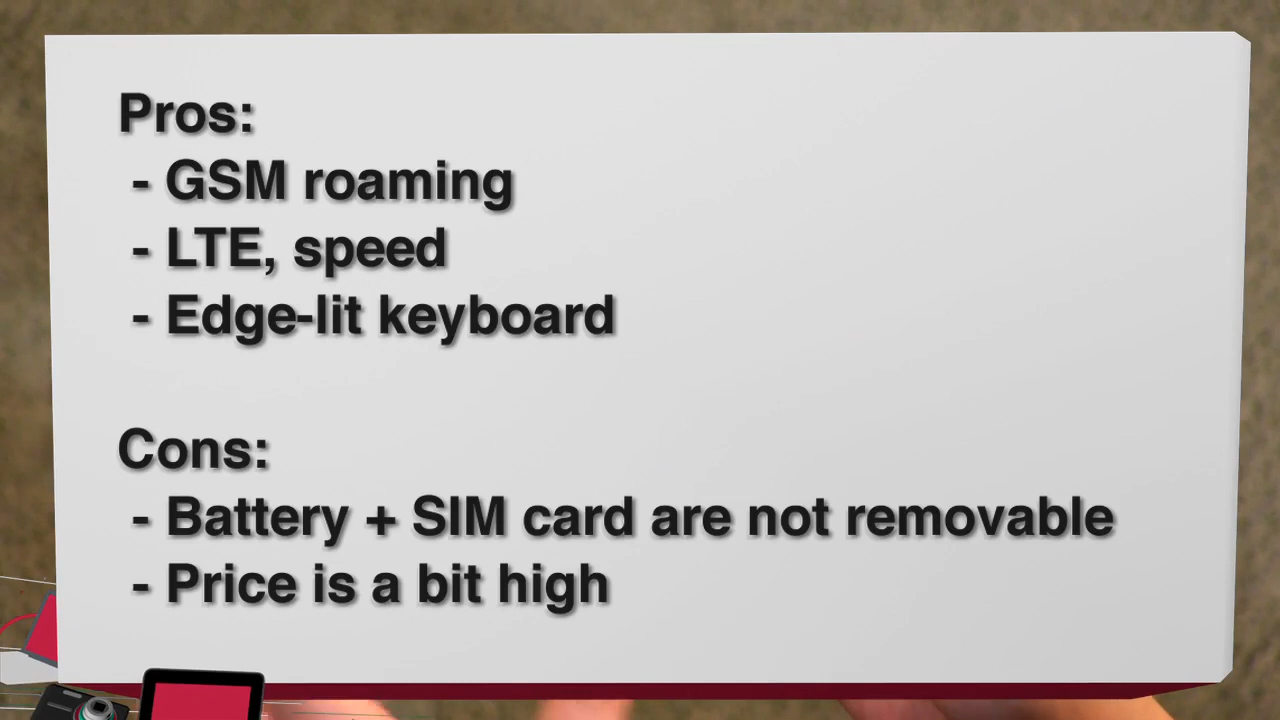 Pros:
- GSM roaming
- LTE, speed
- Edge-lit keyboard
Cons:
- Battery + SIM card are not removable
- Price is a bit high